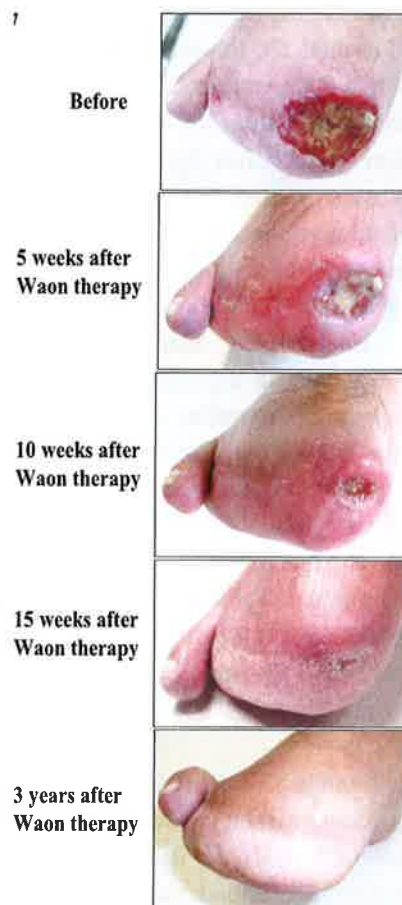 Before
5 weeks after
Waon therapy
10 weeks after
Waon therapy
15 weeks after
Waon therapy
3 years after
Waon therapy